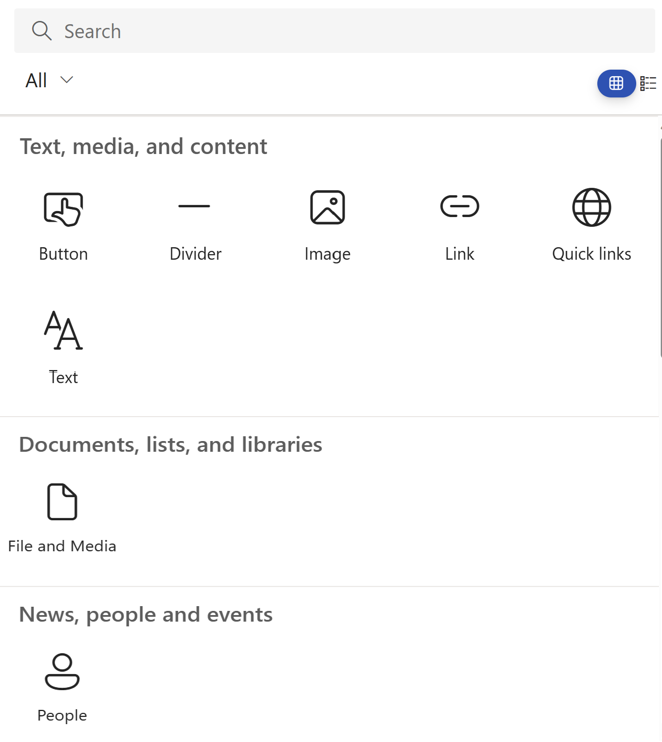 Search
All
Text, media, and content
Button Divider Image Link Quick links
Text
Documents, lists, and libraries
File and Media
News, people and events
People